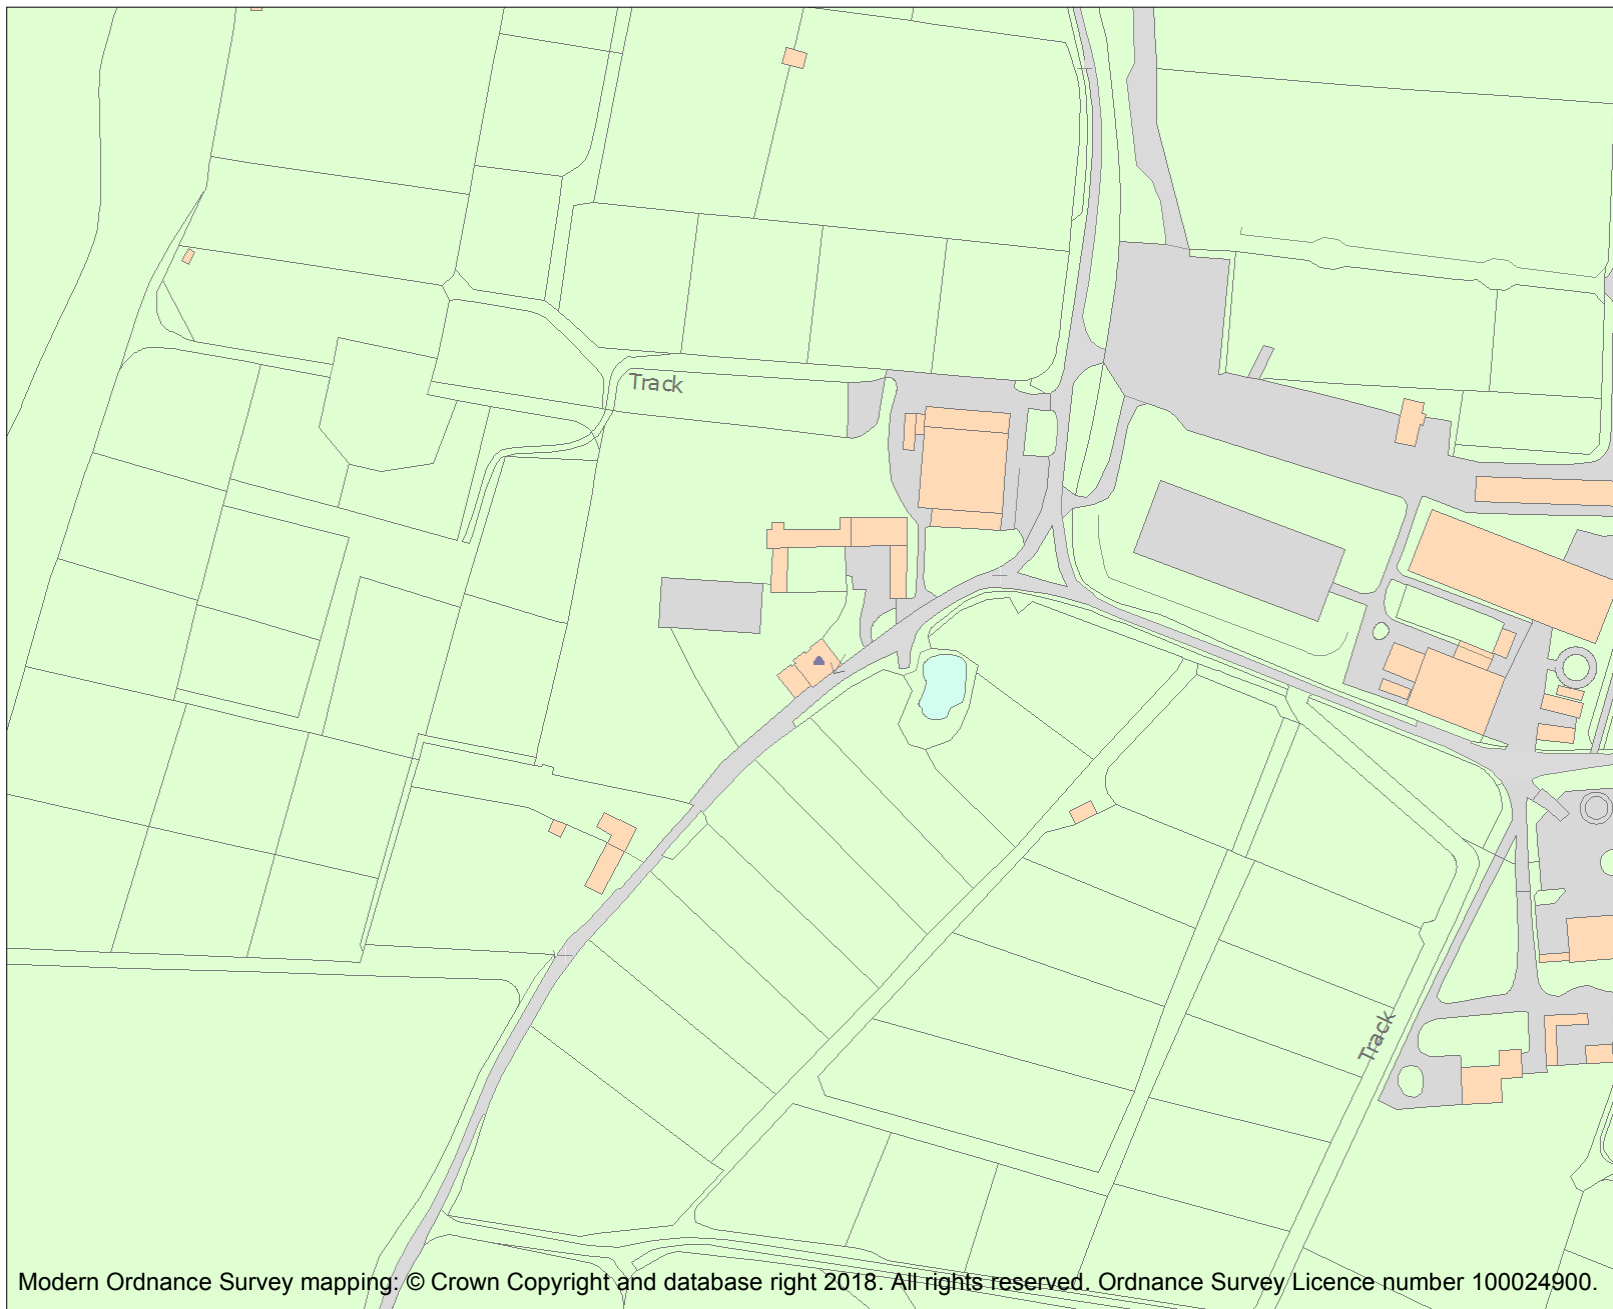 Track
Track
Modern Ordnance Survey mapping: © Crown Copyright and database right 2018. All rights reserved. Ordnance Survey Licence number 100024900.